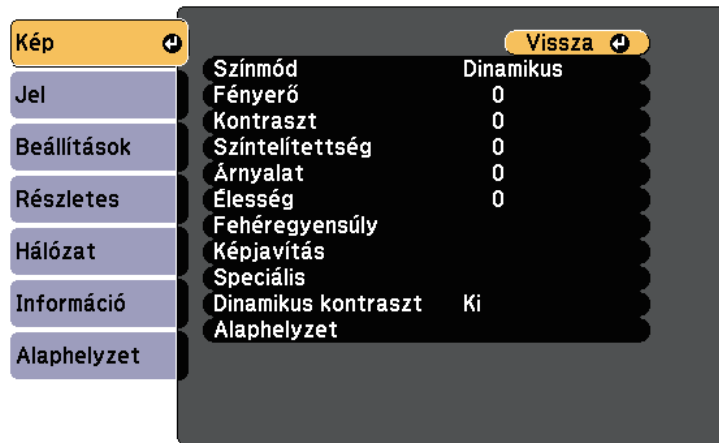 Kép
Jel
Beállítások
Részletes
Hálózat
Információ
Alaphelyzet
Vissza
Színmód Dinamikus
Fényerő 0
Kontraszt 0
Színtelítettség 0
Árnyalat 0
Élesség 0
Fehéregyensúly
Képjavítás
Speciális
Dinamikus kontraszt Ki
Alaphelyzet